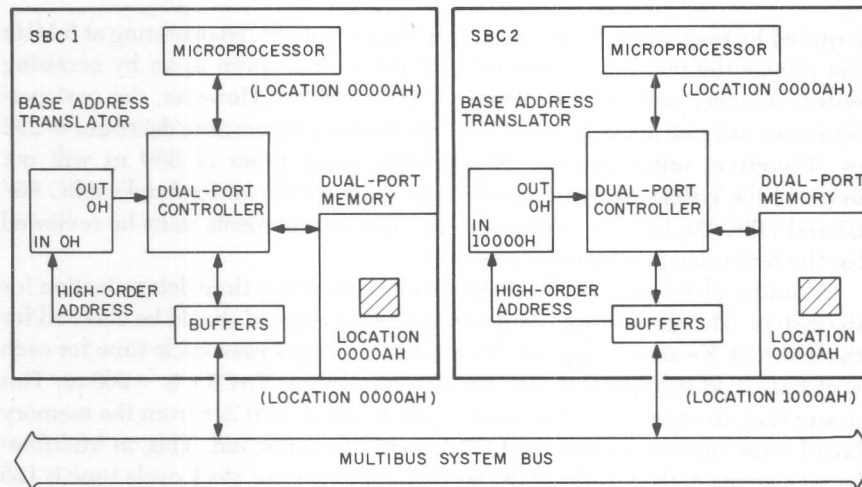 SBC1
MICROPROCESSOR
(LOCATION 0000AH)
BASE ADDRESS
TRANSLATOR
OUT
0H
IN 0H
DUAL-PORT
CONTROLLER
DUAL-PORT
MEMORY
HIGH-ORDER
ADDRESS
BUFFERS
LOCATION
0000AH
(LOCATION 0000AH)
SBC2
MICROPROCESSOR
(LOCATION 0000AH)
BASE ADDRESS
TRANSLATOR
OUT
0H
IN
10000H
DUAL-PORT
CONTROLLER
DUAL-PORT
MEMORY
HIGH-ORDER
ADDRESS
BUFFERS
LOCATION
0000AH
(LOCATION 1000AH)
MULTIBUS SYSTEM BUS